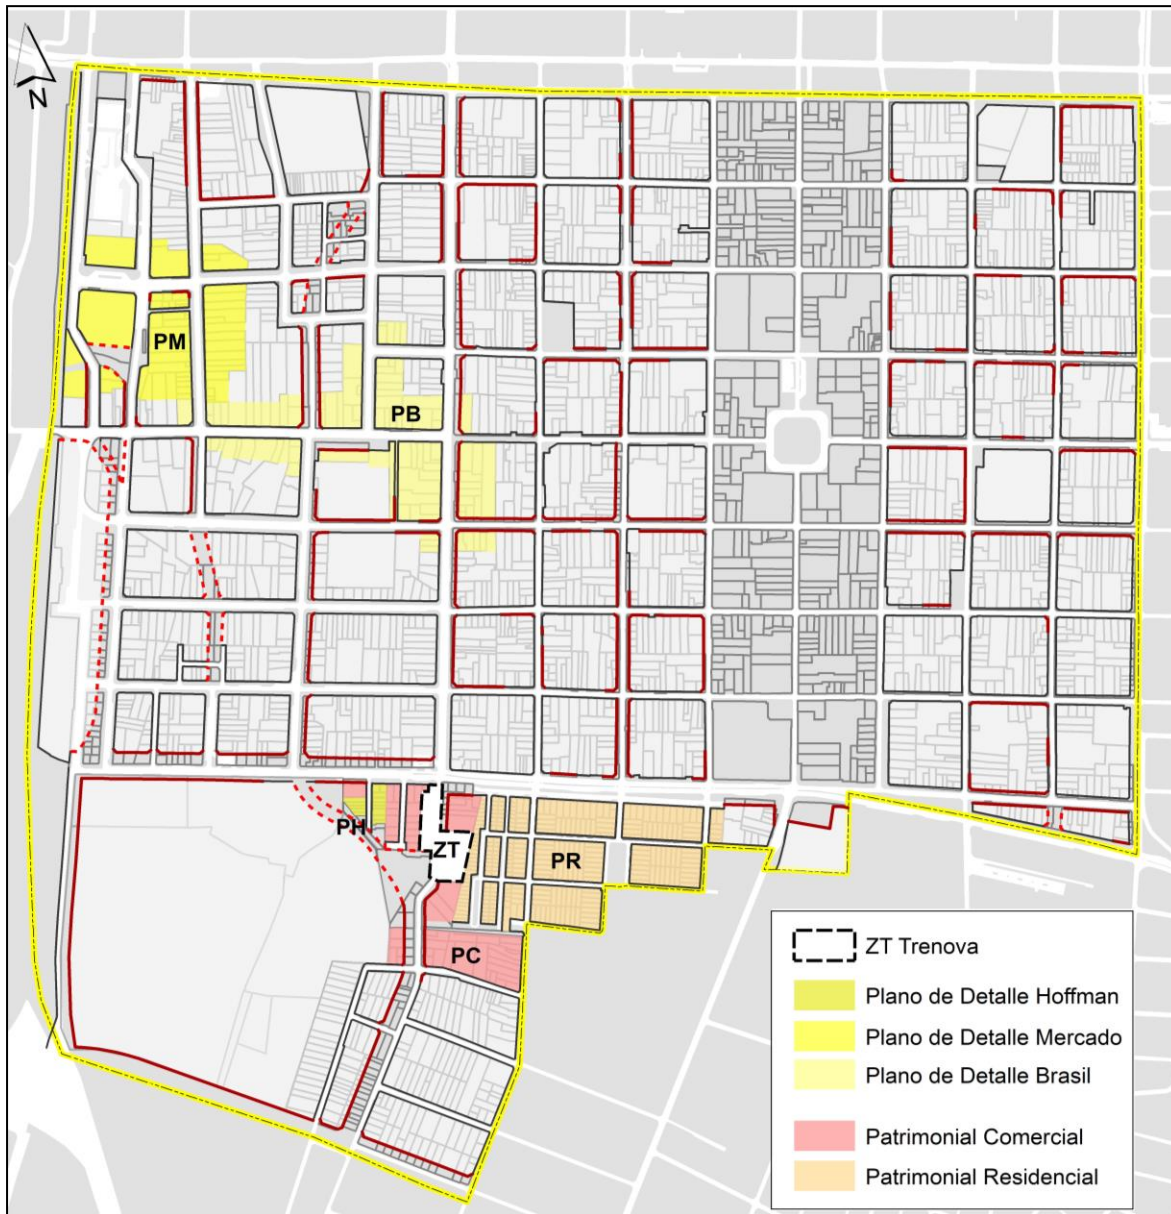 N
PM
PB
PH
ZT
PR
PC
ZT Trenova
Plano de Detalle Hoffman
Plano de Detalle Mercado
Plano de Detalle Brasil
Patrimonial Comercial
Patrimonial Residencial